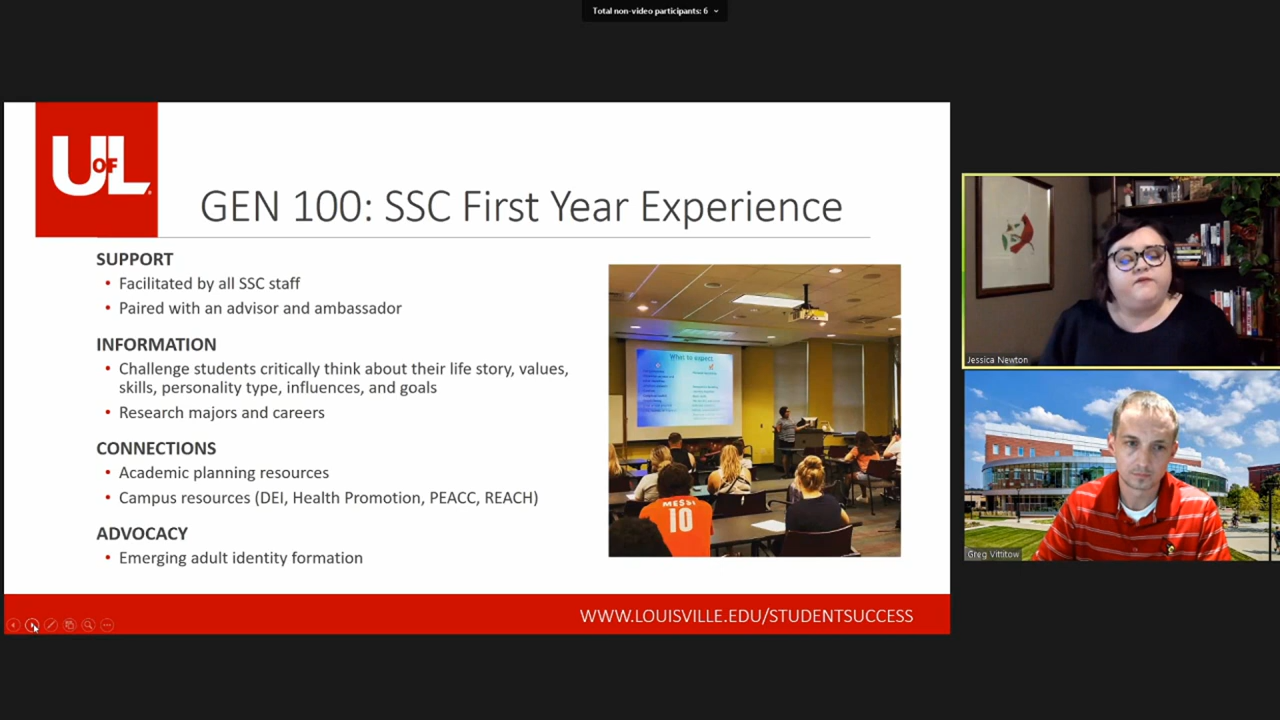 Total non-video participants: 6
UOFL
GEN 100: SSC First Year Experience
SUPPORT
• Facilitated by all SSC staff
• Paired with an advisor and ambassador
INFORMATION
• Challenge students critically think about their life story, values,
skills, personality type, influences, and goals
• Research majors and careers
CONNECTIONS
• Academic planning resources
• Campus resources (DEI, Health Promotion, PEACC, REACH)
ADVOCACY
• Emerging adult identity formation
What to expect
MESSI
10
WWW.LOUISVILLE.EDU/STUDENTSUCCESS
Jessica Newton
Greg Vittitow